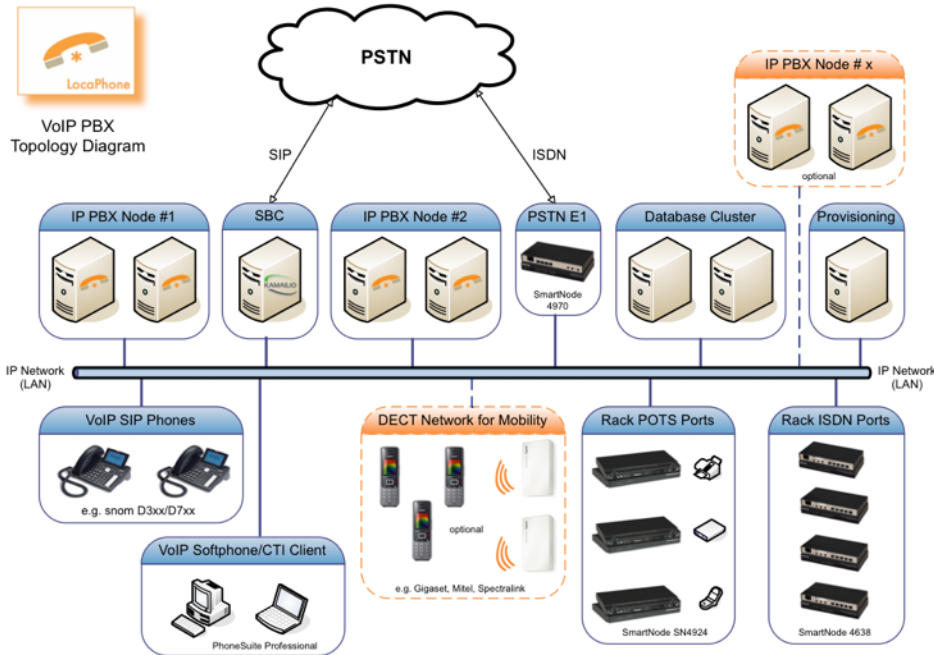 LocaPhone
VoIP PBX
Topology Diagram
PSTN
SIP
ISDN
IP PBX Node # x
optional
IP PBX Node #1
SBC
KAMAILIO
IP PBX Node #2
PSTN E1
SmartNode
4970
Database Cluster
Provisioning
IP Network
(LAN)
IP Network
(LAN)
VoIP SIP Phones
e.g. snom D3xx/D7xx
VoIP Softphone/CTI Client
PhoneSuite Professional
DECT Network for Mobility
optional
e.g. Gigaset, Mitel, Spectralink
Rack POTS Ports
SmartNode SN4924
Rack ISDN Ports
SmartNode 4638